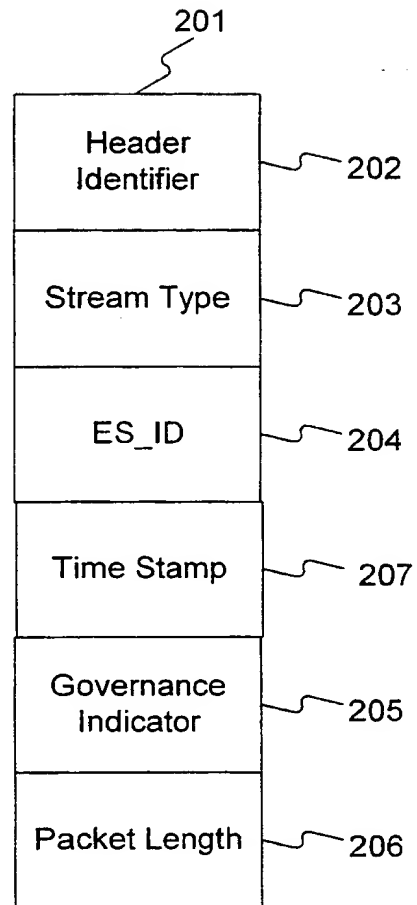 201
Header
Identifier
202
Stream Type
203
ES_ID
204
Time Stamp
207
Governance
Indicator
205
Packet Length
206